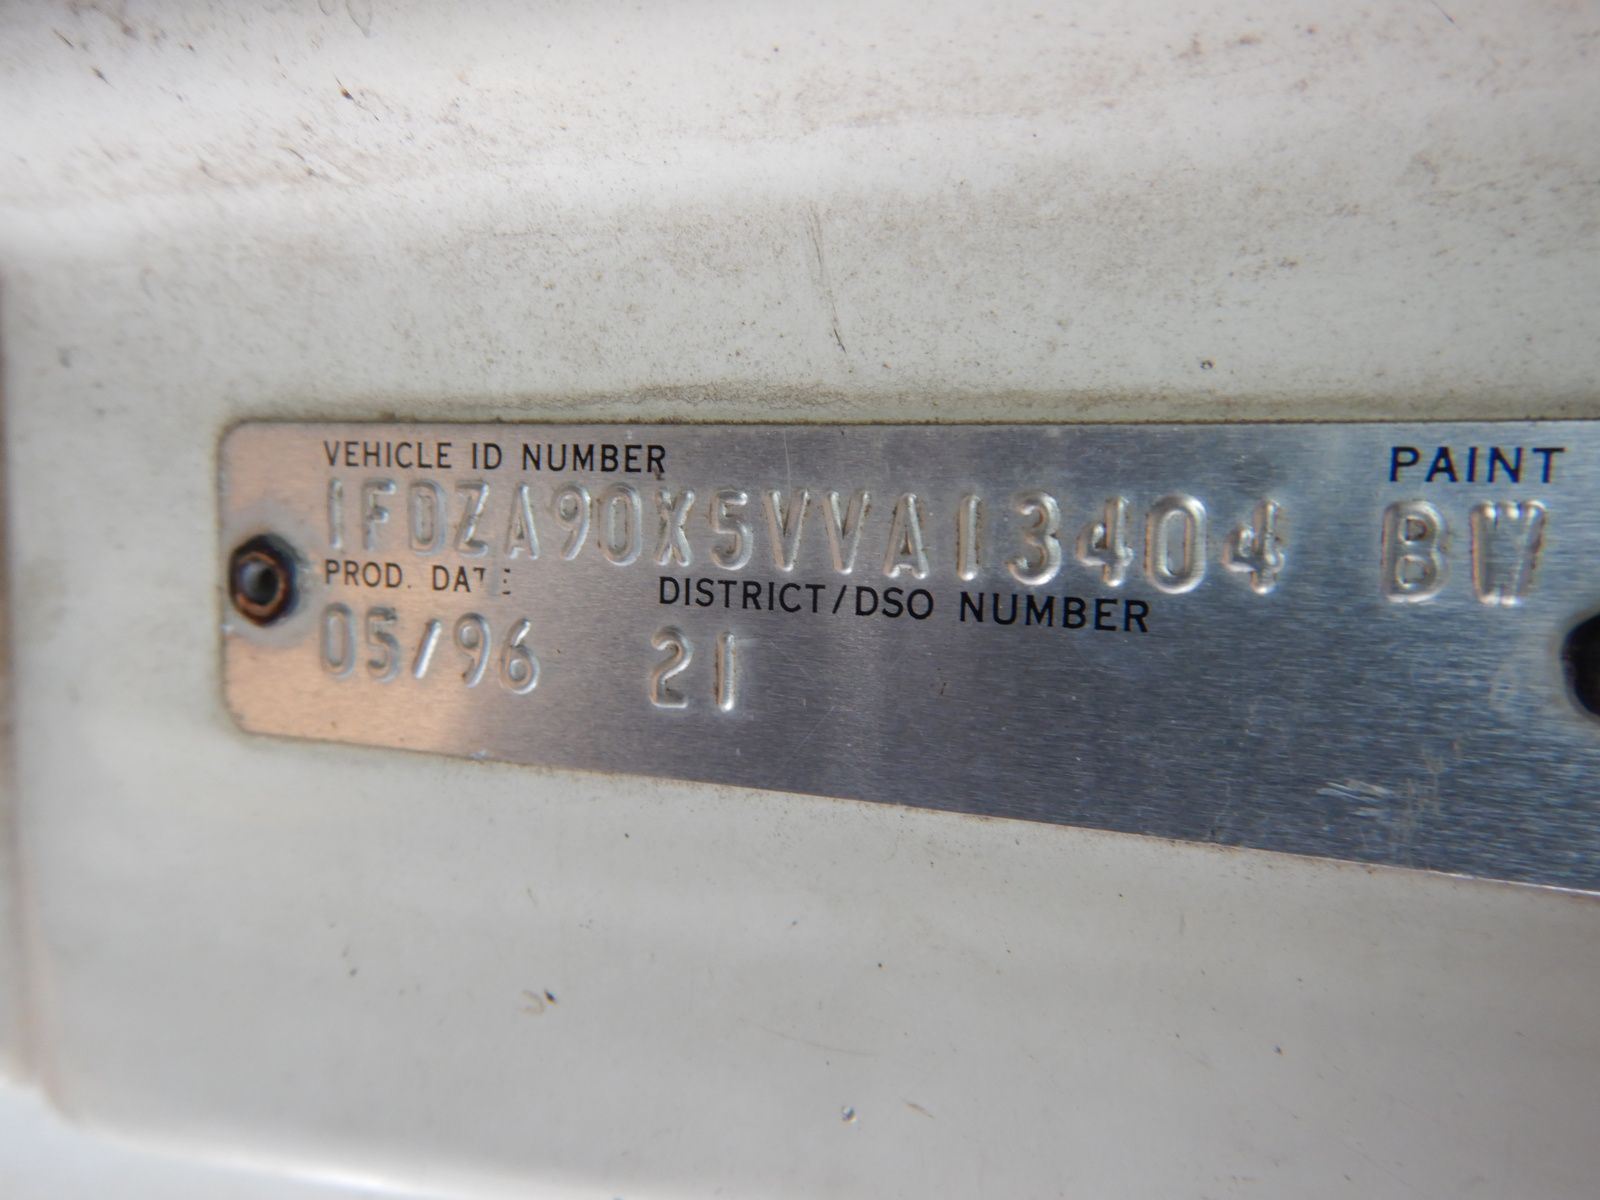 VEHICLE ID NUMBER PAINT
1FDZA90X5VVA13404 BW
PROD. DATE DISTRICT/DSO NUMBER
05/96 21